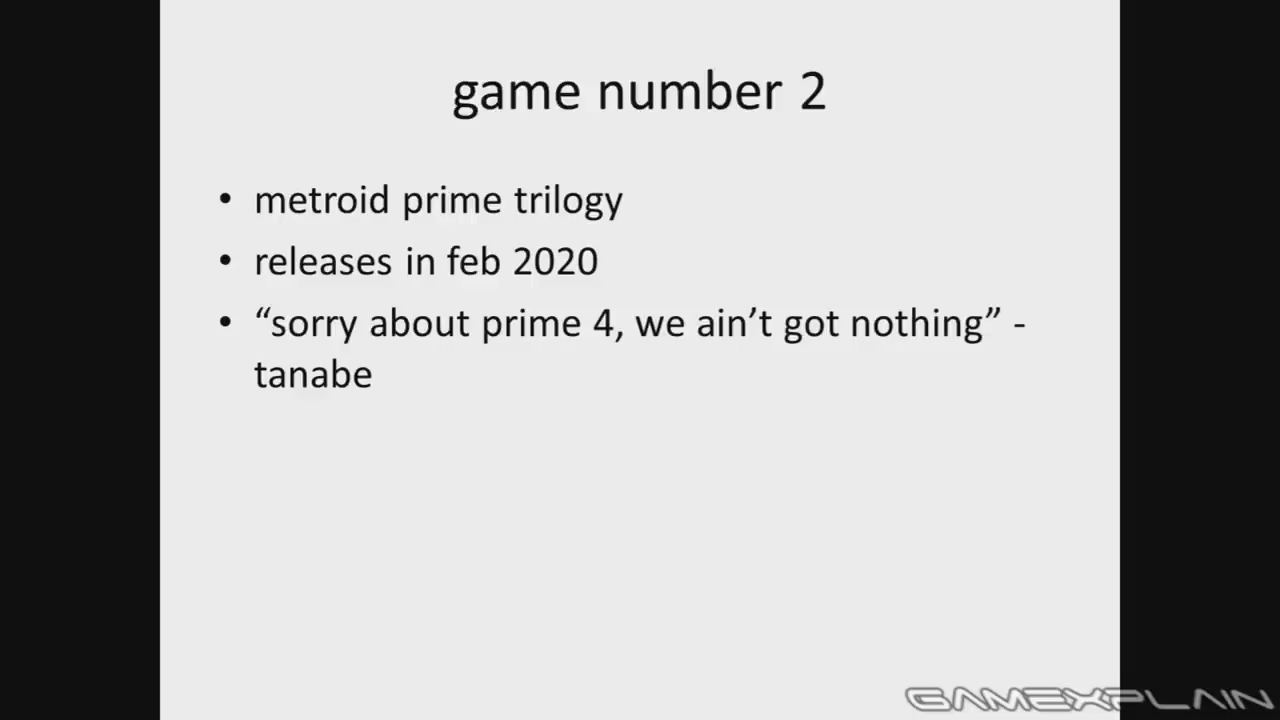 game number 2
• metroid prime trilogy
• releases in feb 2020
• “sorry about prime 4, we ain’t got nothing” -
tanabe
GAMEXPLAIN